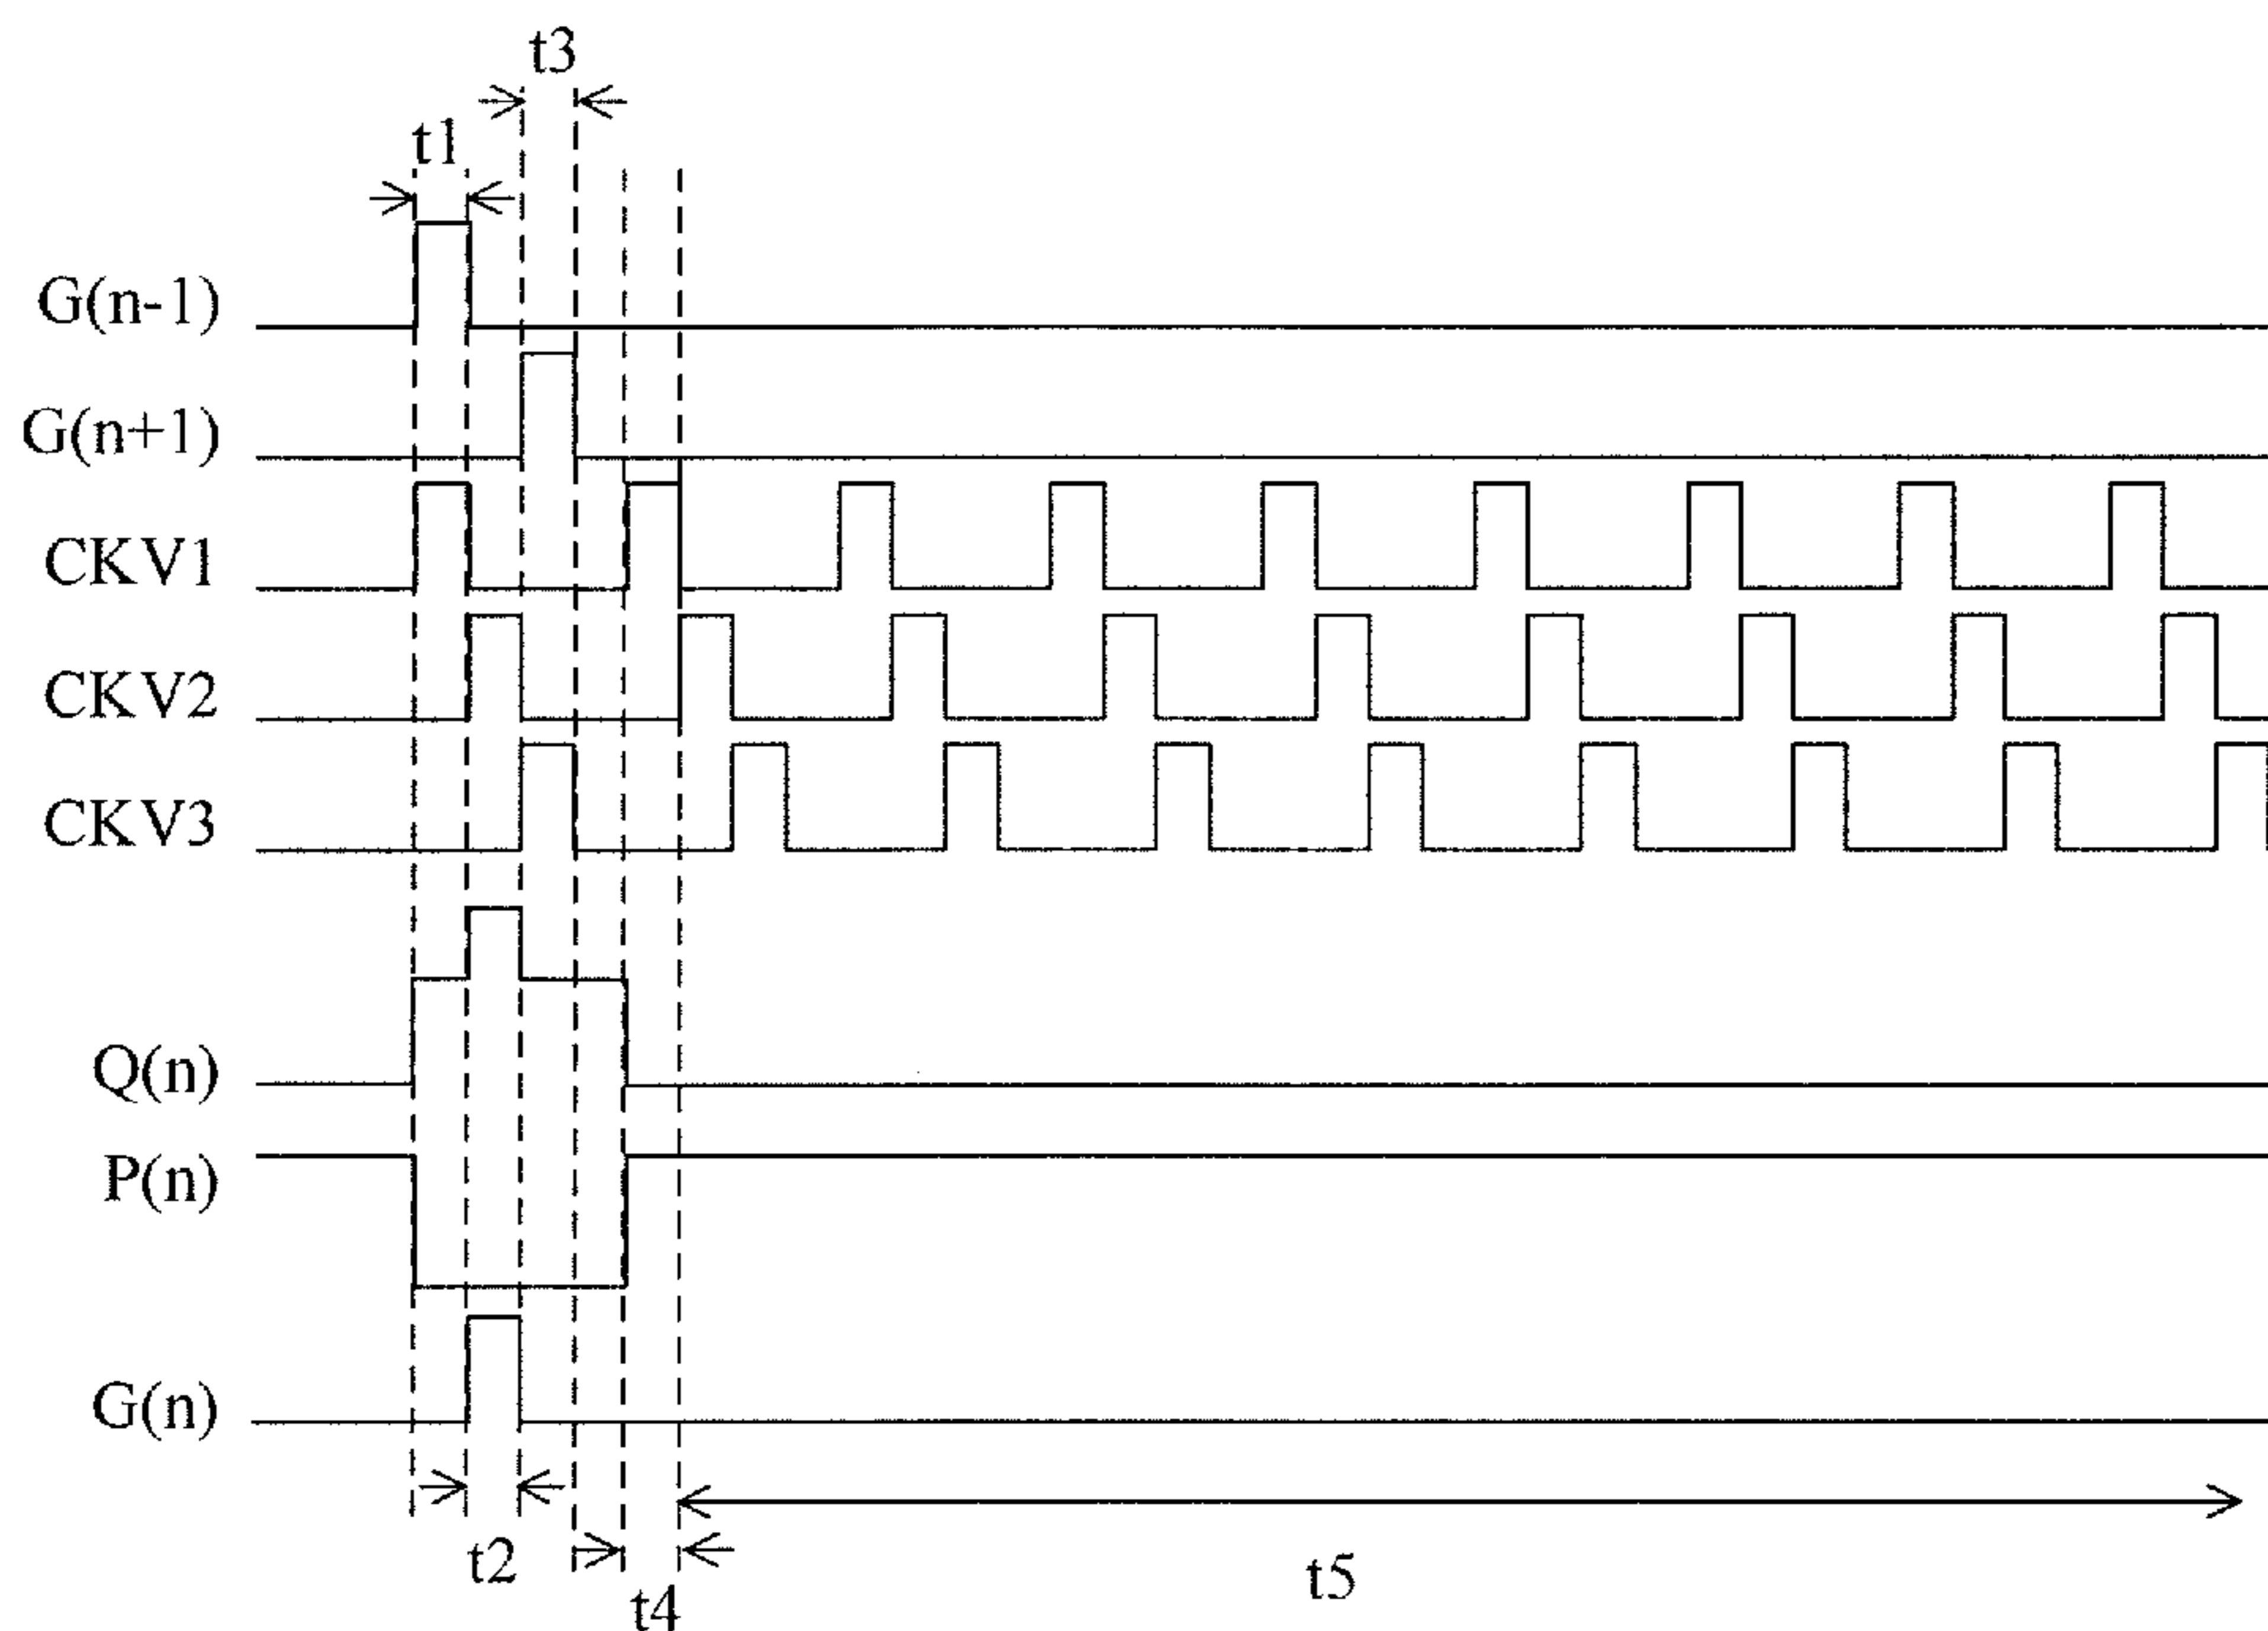 t3
t1
G(n-1)
G(n+1)
CKV1
CKV2
CKV3
Q(n)
P(n)
G(n)
t2
t4
t5